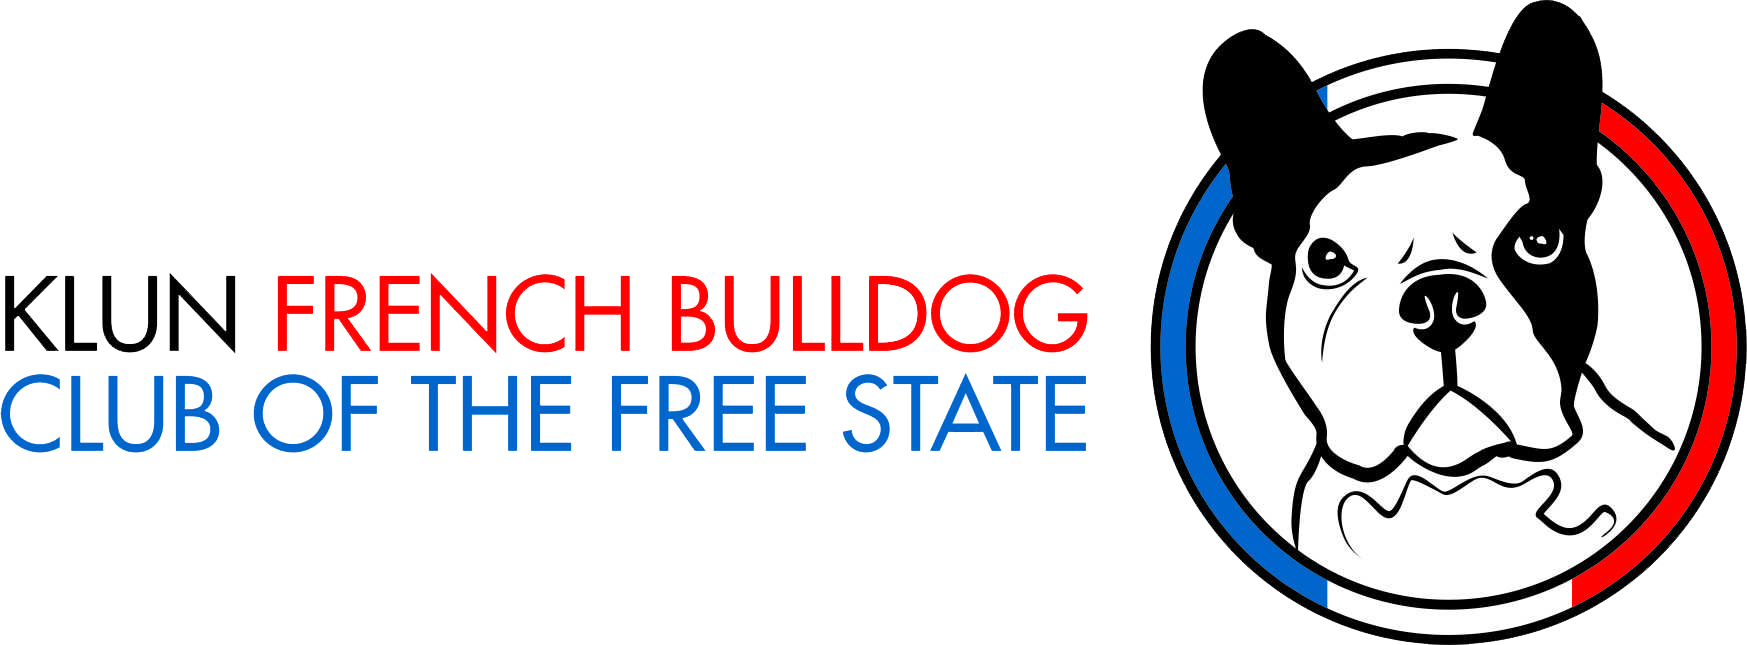 KLUN FRENCH BULLDOG
CLUB OF THE FREE STATE